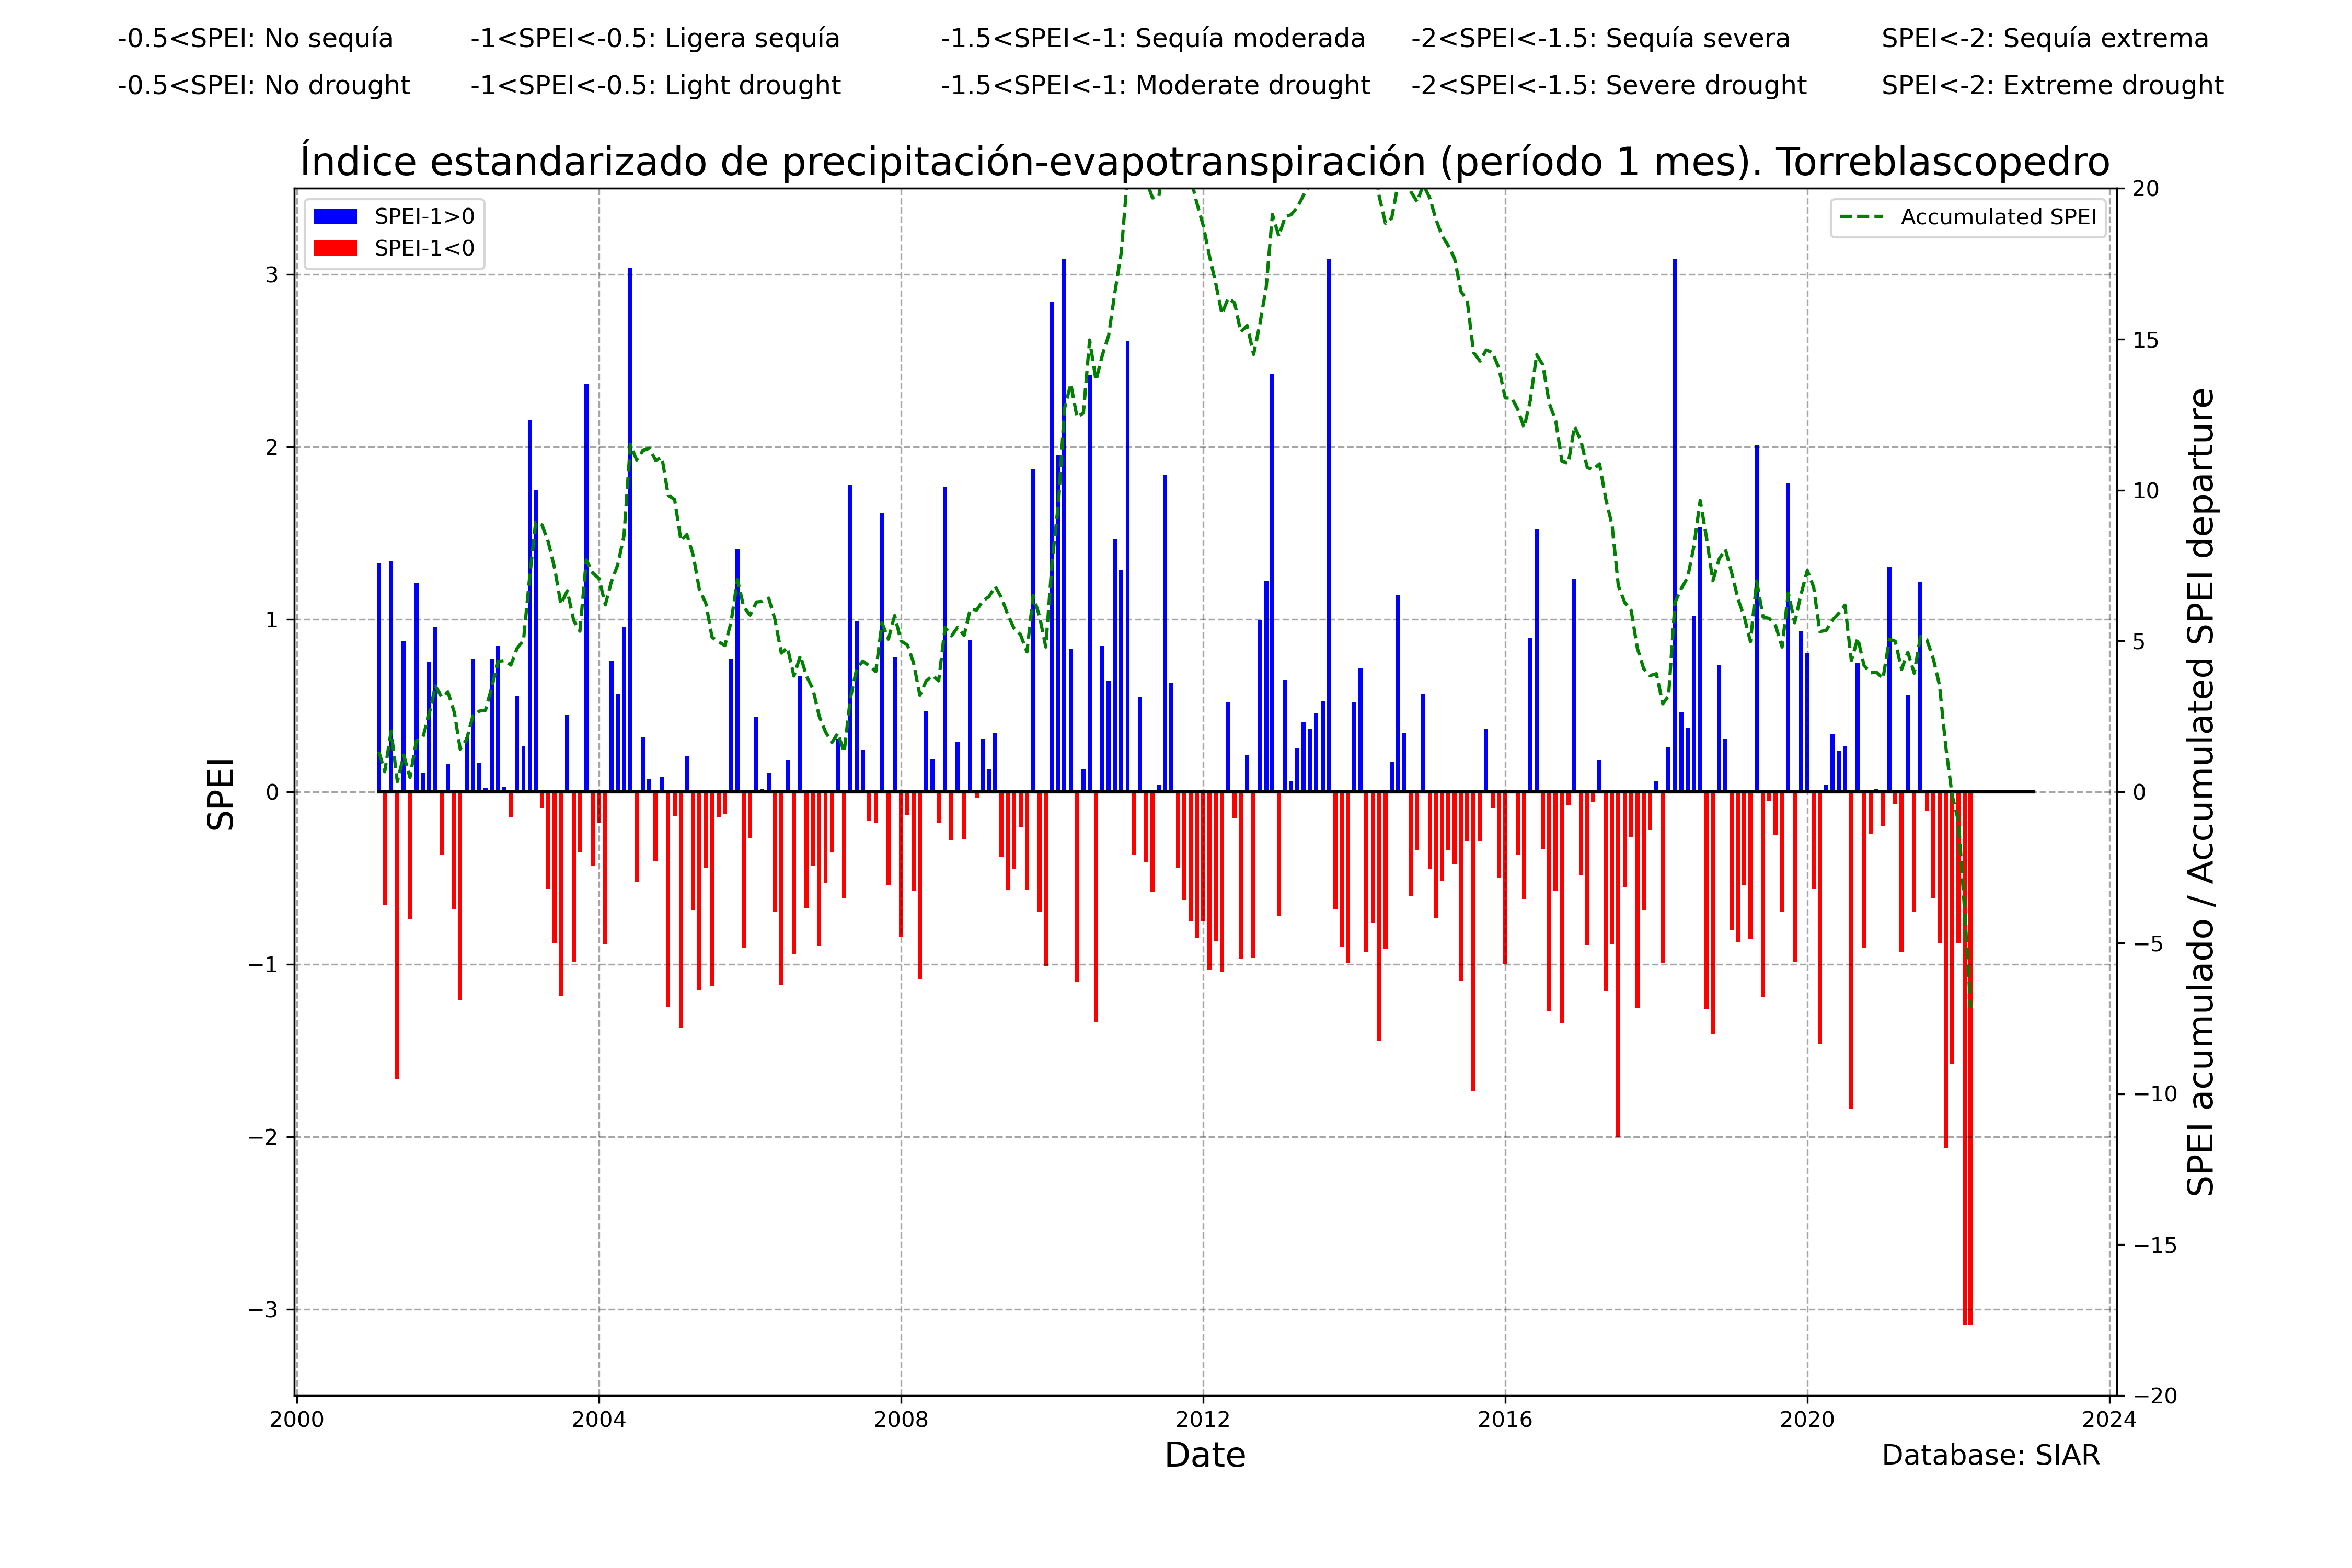 -0.5<SPEI: No sequía -1<SPEI<-0.5: Ligera sequía -1.5<SPEI<-1: Sequía moderada -2<SPEI<-1.5: Sequía severa SPEI<-2: Sequía extrema
-0.5<SPEI: No drought -1<SPEI<-0.5: Light drought -1.5<SPEI<-1: Moderate drought -2<SPEI<-1.5: Severe drought SPEI<-2: Extreme drought
Índice estandarizado de precipitación-evapotranspiración (período 1 mes). Torreblascopedro
SPEI-1>0
SPEI-1<0
Accumulated SPEI
SPEI
3
2
1
0
−1
−2
−3
20
15
10
5
0
−5
−10
−15
−20
SPEI acumulado / Accumulated SPEI departure
2000 2004 2008 2012 2016 2020 2024
Date
Database: SIAR